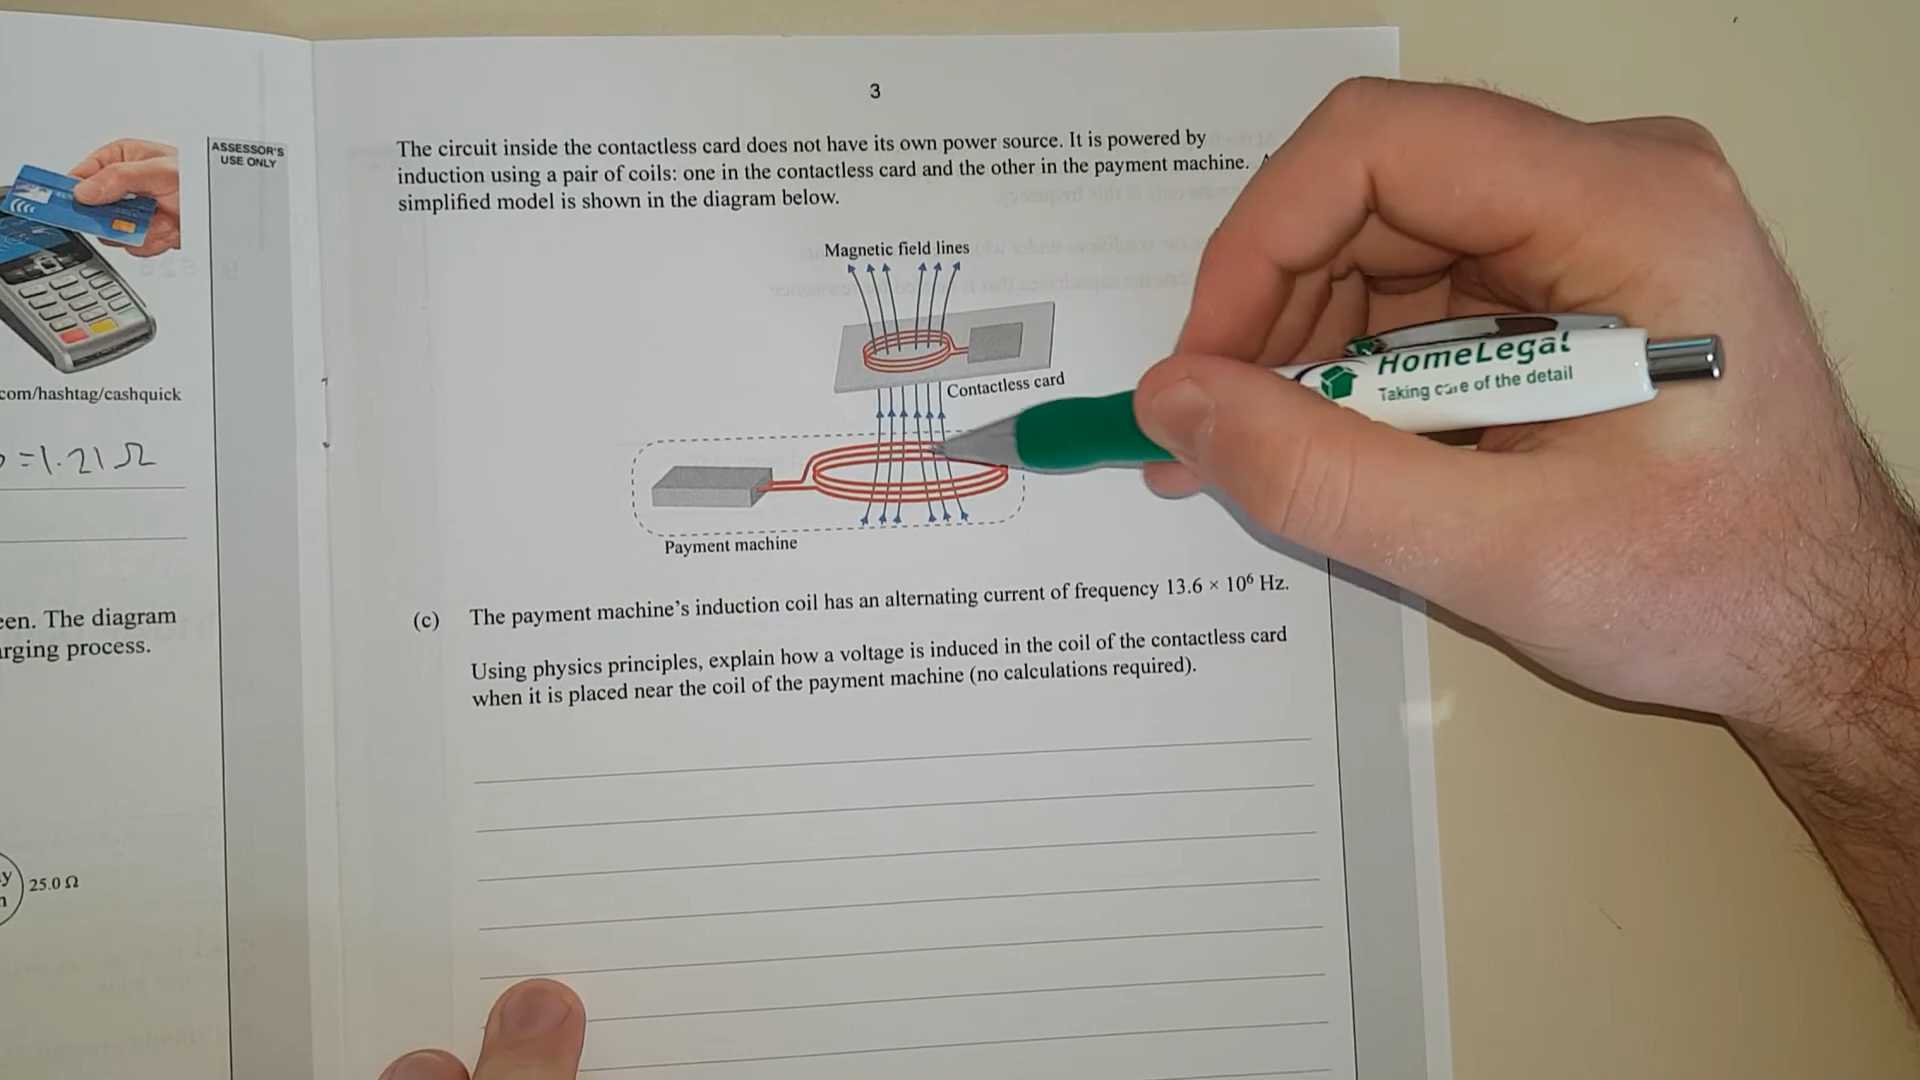 ASSESSOR'S
USE ONLY
com/hashtag/cashquick
=1.21 Ω
een. The diagram
arging process.
25.0 Ω
3
The circuit inside the contactless card does not have its own power source. It is powered by
induction using a pair of coils: one in the contactless card and the other in the payment machine. A
simplified model is shown in the diagram below.
Magnetic field lines
Contactless card
Payment machine
(c) The payment machine's induction coil has an alternating current of frequency 13.6 × 10⁶ Hz.
Using physics principles, explain how a voltage is induced in the coil of the contactless card
when it is placed near the coil of the payment machine (no calculations required).
HomeLegal
Taking care of the detail